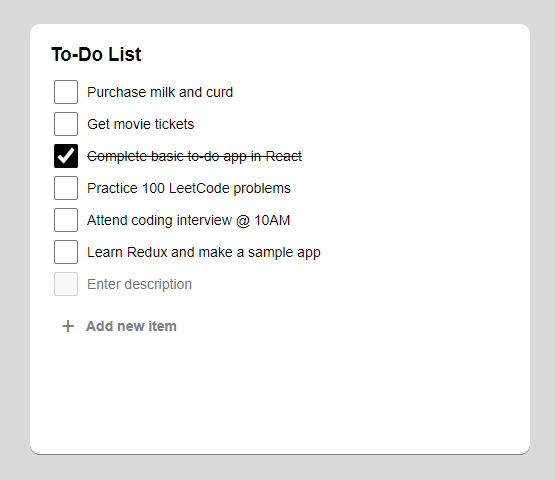 To-Do List
Purchase milk and curd
Get movie tickets
Complete basic to-do app in React
Practice 100 LeetCode problems
Attend coding interview @ 10AM
Learn Redux and make a sample app
Enter description
+ Add new item